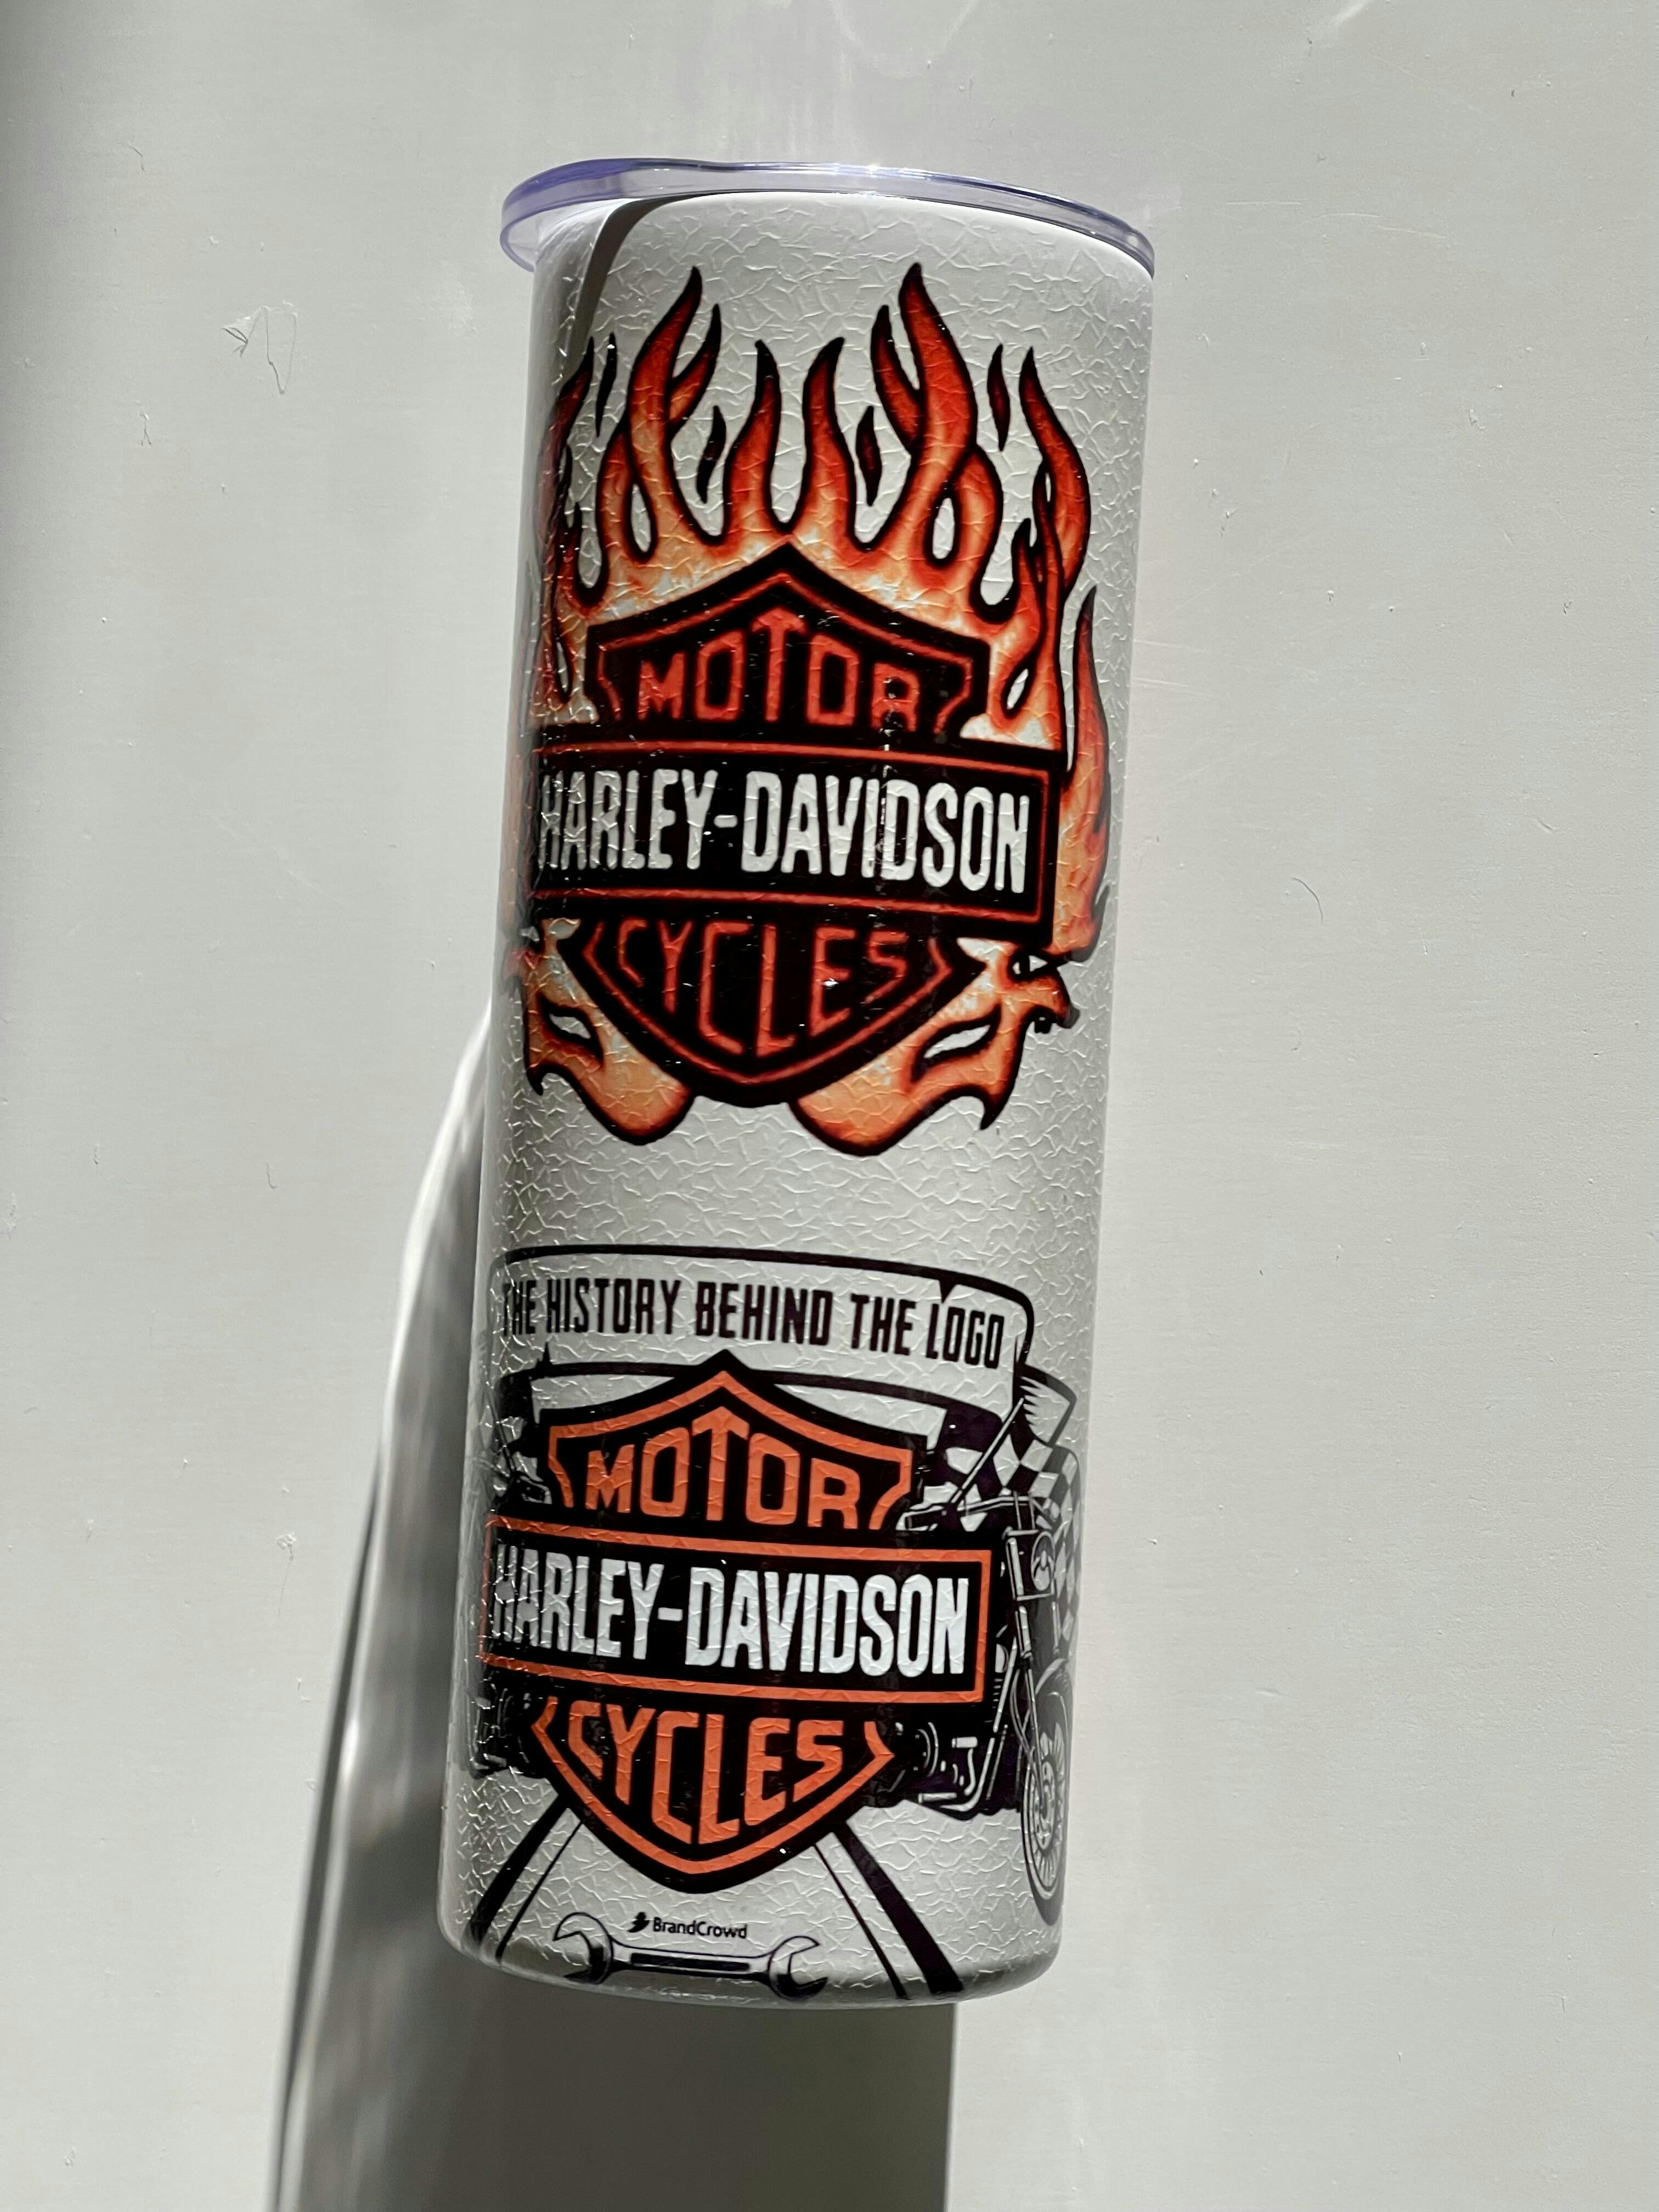 MOTOR
HARLEY-DAVIDSON
CYCLES
THE HISTORY BEHIND THE LOGO
MOTOR
HARLEY-DAVIDSON
CYCLES
BrandCrowd